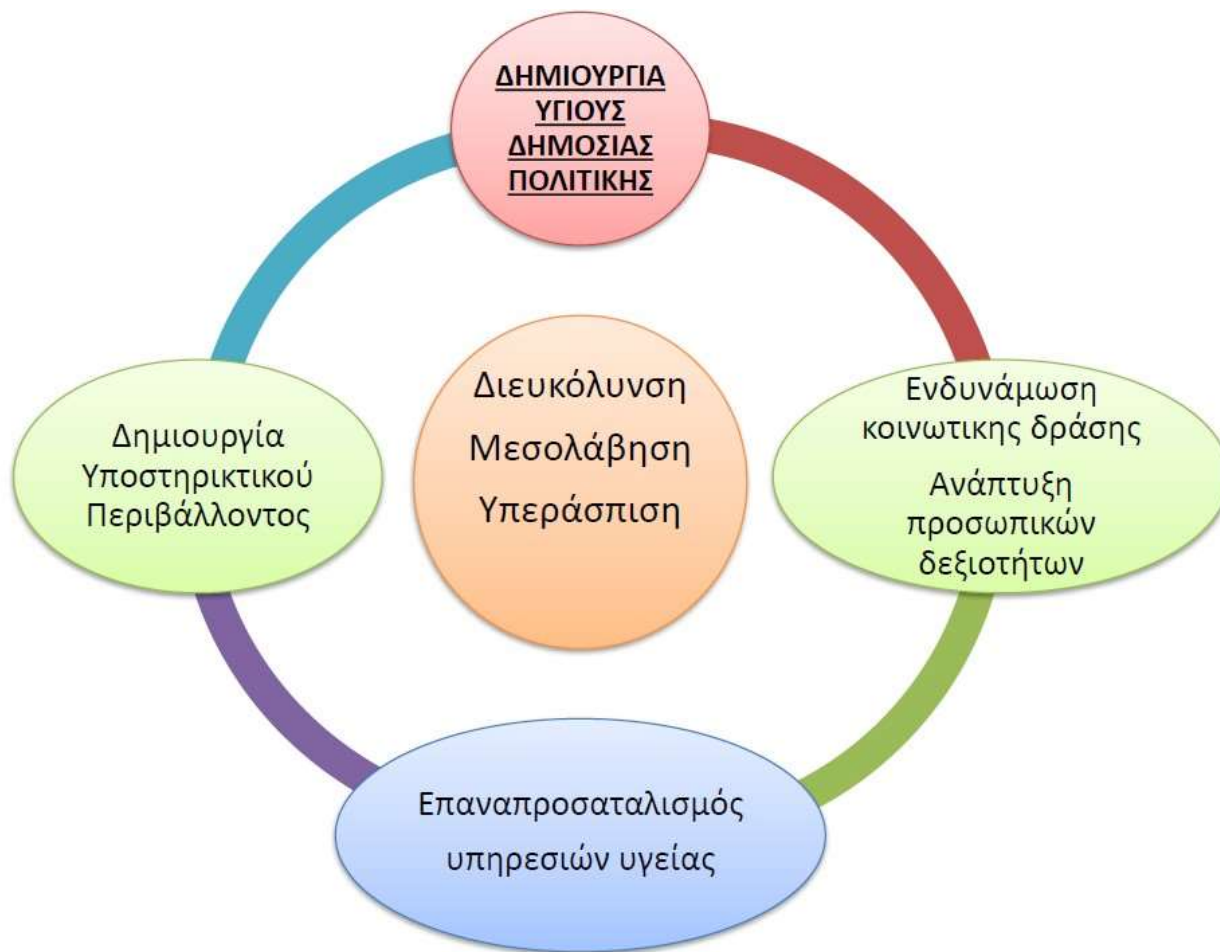 ΔΗΜΙΟΥΡΓΙΑ
ΥΓΙΟΥΣ
ΔΗΜΟΣΙΑΣ
ΠΟΛΙΤΙΚΗΣ
Δημιουργία
Υποστηρικτικού
Περιβάλλοντος
Διευκόλυνση
Μεσολάβηση
Υπεράσπιση
Ενδυνάμωση
κοινωτικης δράσης
Ανάπτυξη
προσωπικών
δεξιοτήτων
Επαναπροσαταλισμός
υπηρεσιών υγείας